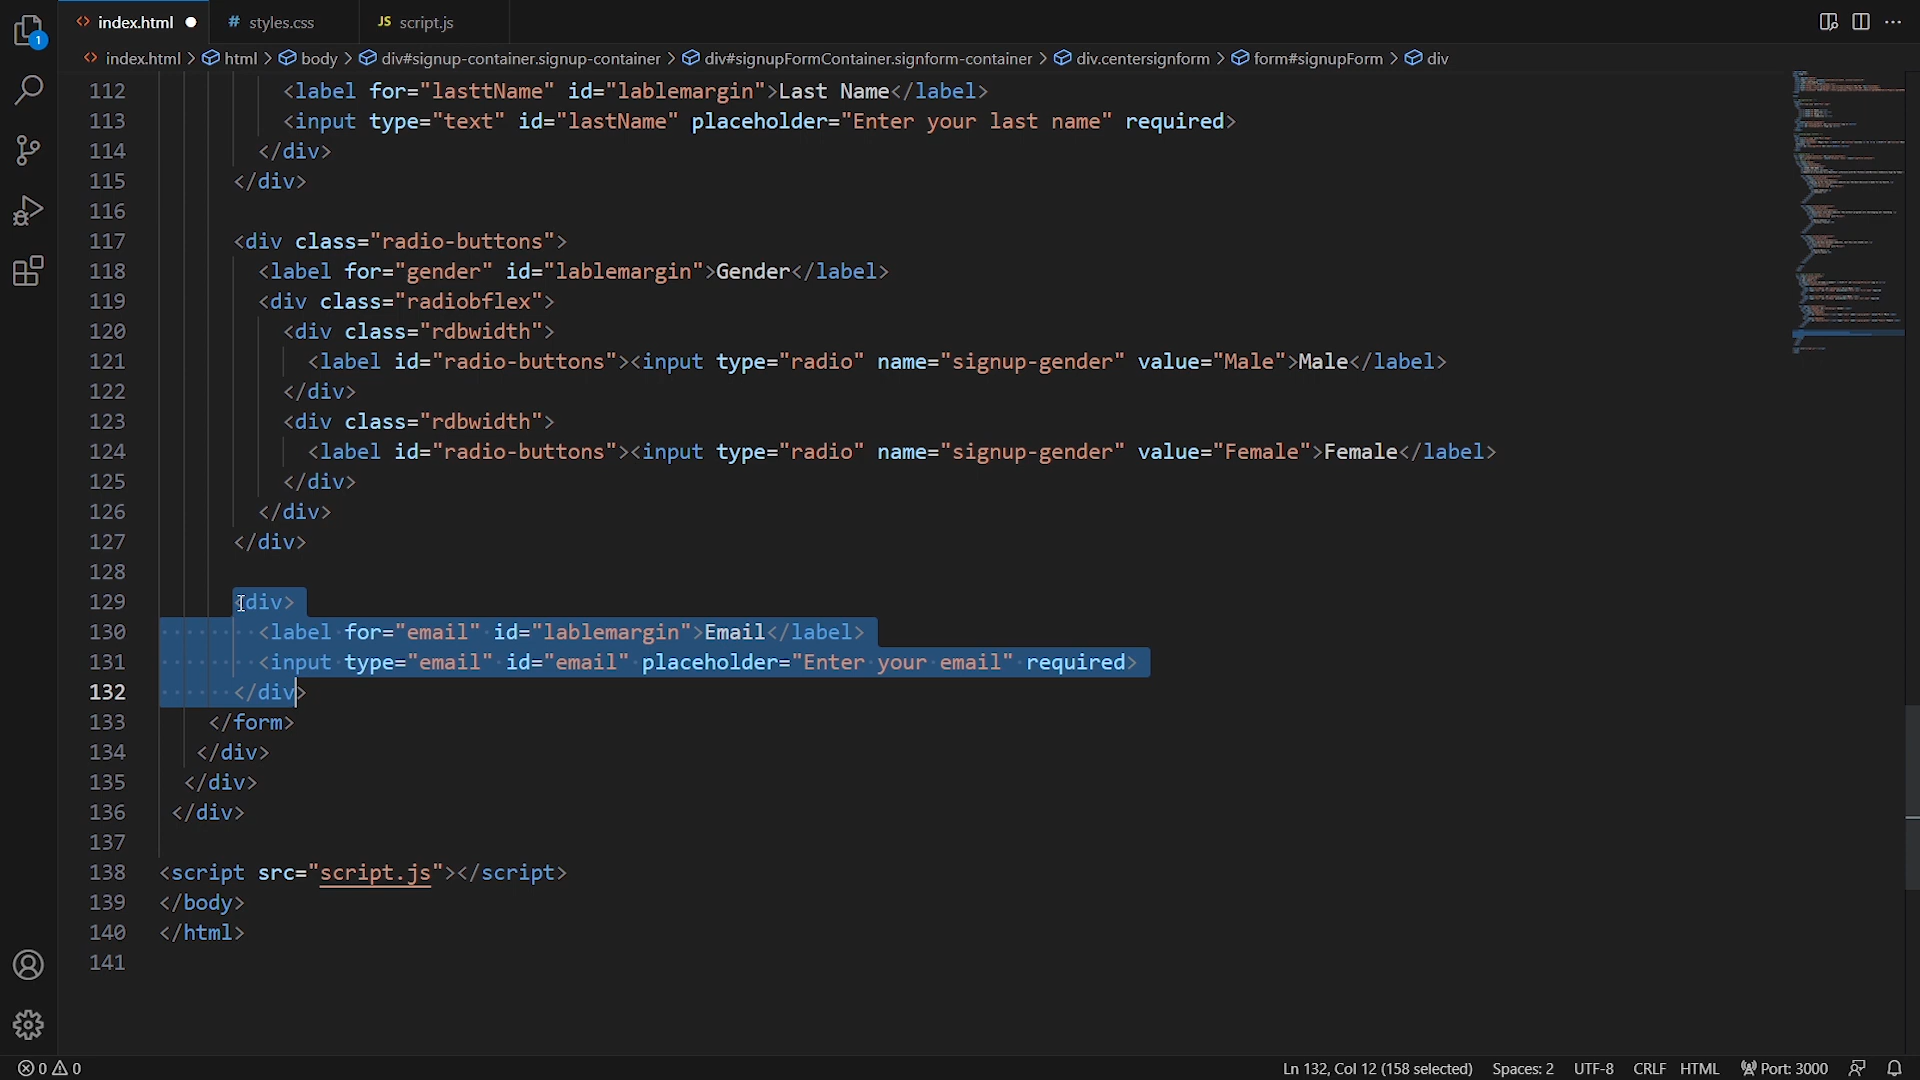 index.html
styles.css
JS script.js
index.html > html > body > div#signup-container.signup-container > div#signupFormContainer.signform-container > div.centersignform > form#signupForm > div
112 <label for="lasttName" id="lablemargin">Last Name</label>
113 <input type="text" id="lastName" placeholder="Enter your last name" required>
114 </div>
115 </div>
116
117 <div class="radio-buttons">
118 <label for="gender" id="lablemargin">Gender</label>
119 <div class="radiobflex">
120 <div class="rdbwidth">
121 <label id="radio-buttons"><input type="radio" name="signup-gender" value="Male">Male</label>
122 </div>
123 <div class="rdbwidth">
124 <label id="radio-buttons"><input type="radio" name="signup-gender" value="Female">Female</label>
125 </div>
126 </div>
127 </div>
128
129 <div>
130 <label for="email" id="lablemargin">Email</label>
131 <input type="email" id="email" placeholder="Enter your email" required>
132 </div>
133 </form>
134 </div>
135 </div>
136 </div>
137
138 <script src="script.js"></script>
139 </body>
140 </html>
141
1
0 0
Ln 132, Col 12 (158 selected) Spaces: 2 UTF-8 CRLF HTML Port: 3000